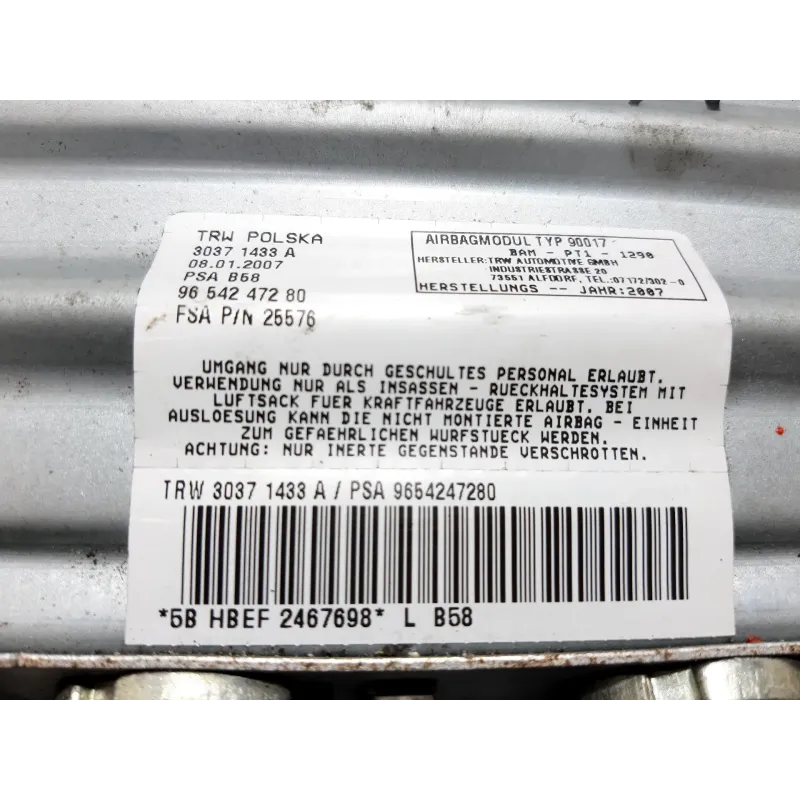 TRW POLSKA
3037 1433 A
08.01.2007
PSA B58
96 542 472 80
FSA P/N 25576
AIRBAGMODUL TYP 90017
BAM - PT1 - 1290
HERSTELLER:TRW AUTOMOTIVE GMBH
INDUSTRIESTRASSE 20
73551 ALFDORF, TEL.:07172/302-0
HERSTELLUNGS -- JAHR:2007
UMGANG NUR DURCH GESCHULTES PERSONAL ERLAUBT.
VERWENDUNG NUR ALS INSASSEN - RUECKHALTESYSTEM MIT
LUFTSACK FUER KRAFTFAHRZEUGE ERLAUBT. BEI
AUSLOESUNG KANN DIE NICHT MONTIERTE AIRBAG - EINHEIT
ZUM GEFAEHRLICHEN WURFSTUECK WERDEN.
ACHTUNG: NUR INERTE GEGENSTANDE VERSCHROTTEN.
TRW 3037 1433 A / PSA 9654247280
*5B HBEF 2467698* L B58